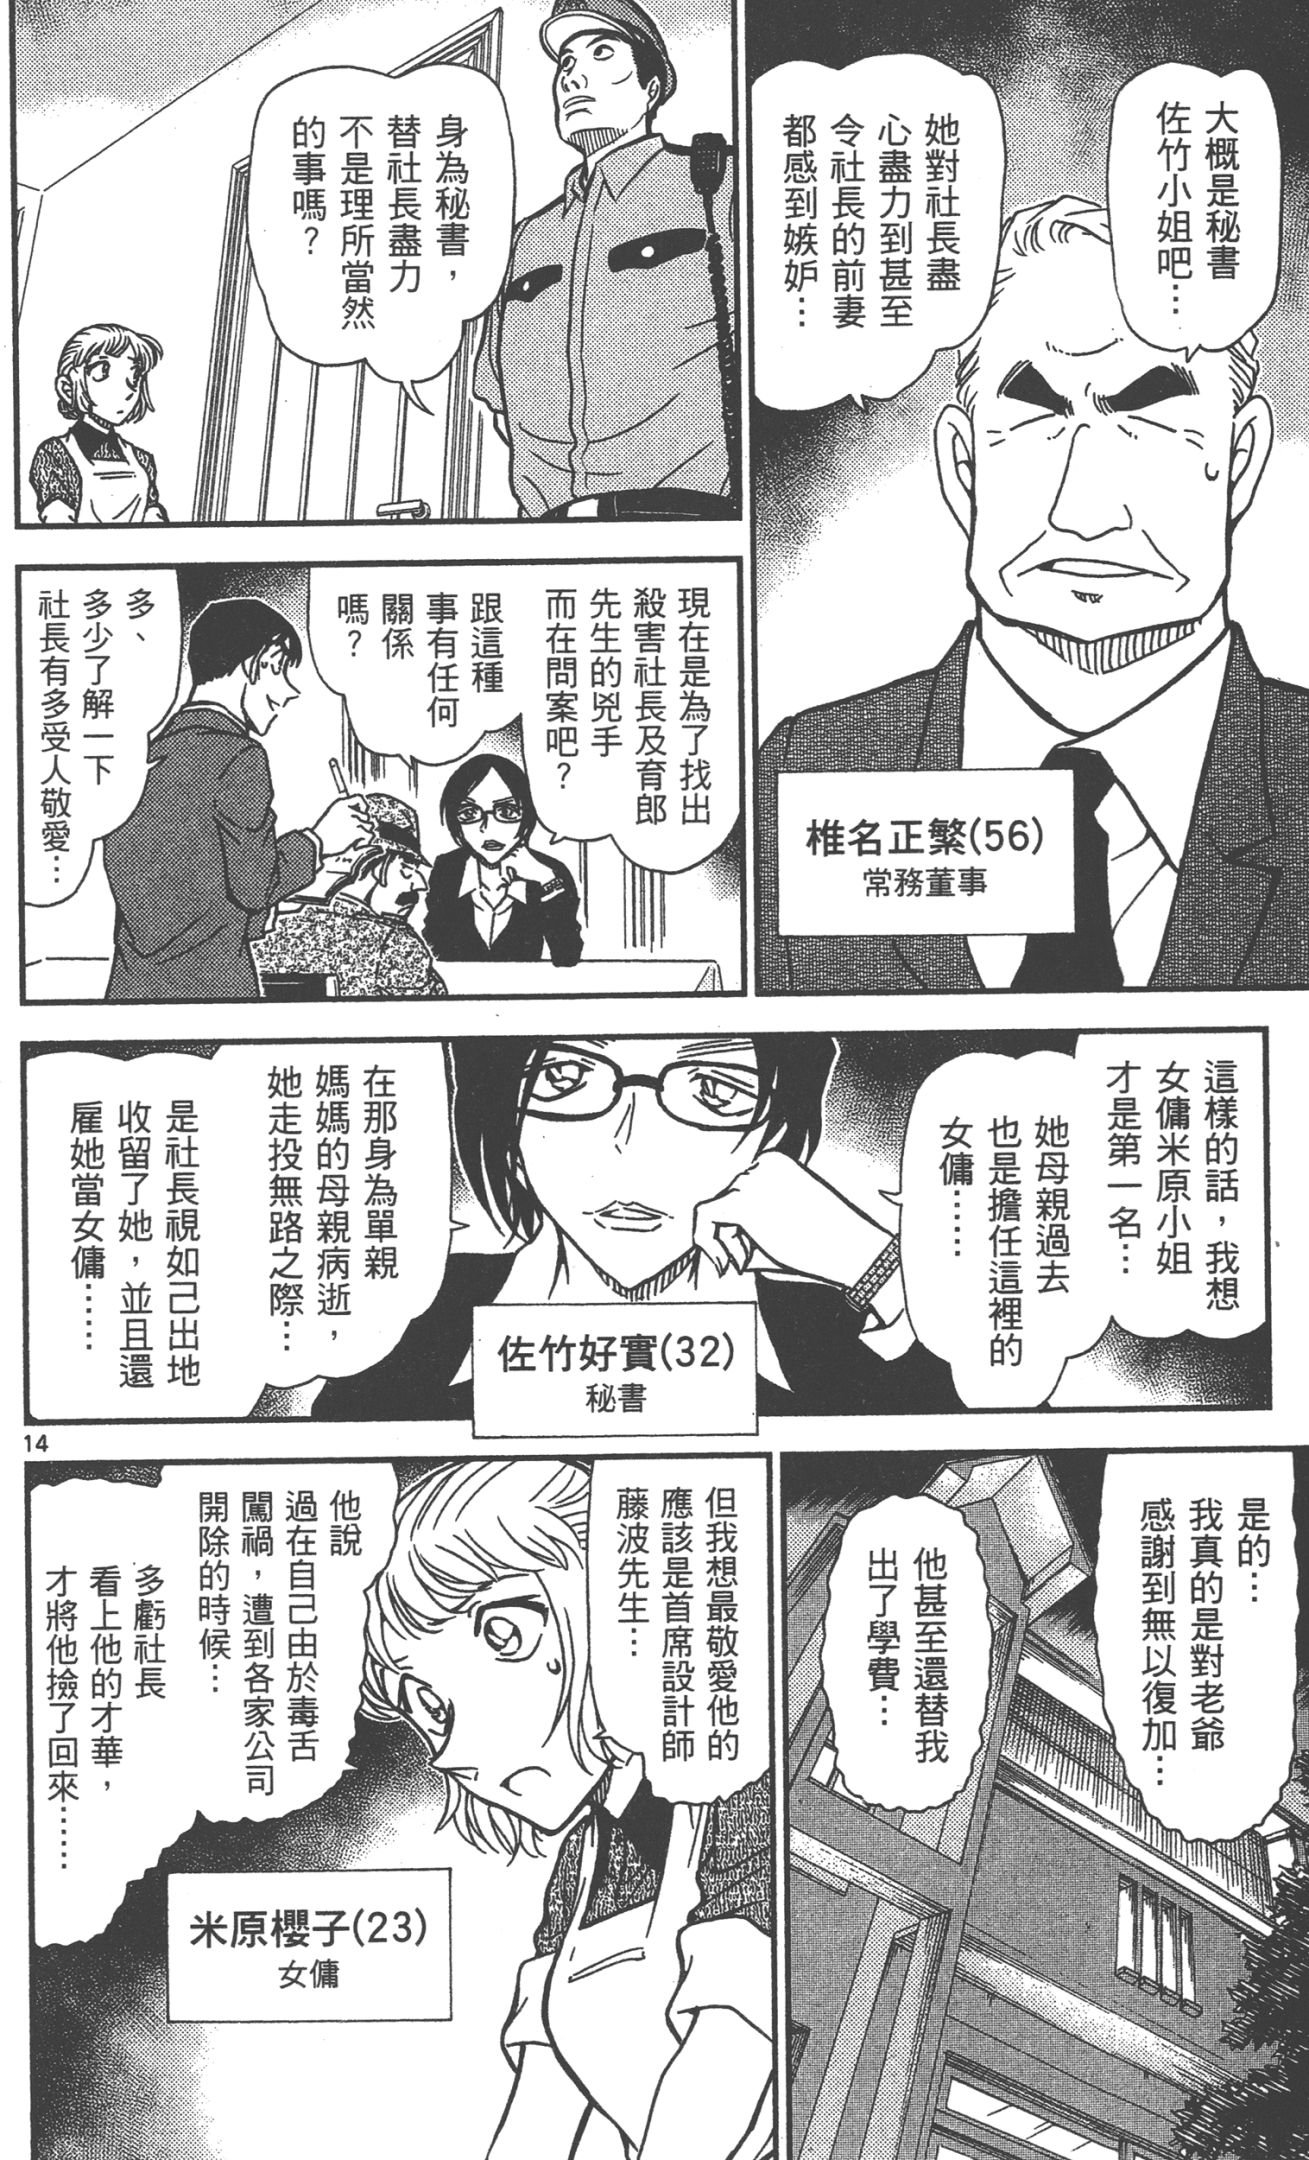 大概是秘書
佐竹小姐吧…
她對社長盡
心盡力到甚至
令社長的前妻
都感到嫉妒…
椎名正繁(56)
常務董事
身為秘書，
替社長盡力
不是理所當然
的事嗎？
現在是為了找出
殺害社長及育郎
先生的兇手
而在問案吧？
跟這種
事有任何
關係
嗎？
多、
多少了解一下
社長有多受人敬愛…
這樣的話，我想
女傭米原小姐
才是第一名…
她母親過去
也是擔任這裡的
女傭……
在那身為單親
媽媽的母親病逝，
她走投無路之際…
是社長視如己出地
收留了她，並且還
雇她當女傭……
佐竹好實(32)
秘書
14
是的…
我真的是對老爺
感謝到無以復加…
他甚至還替我
出了學費…
但我想最敬愛他的
應該是首席設計師
藤波先生…
他說
過在自己由於毒舌
闖禍，遭到各家公司
開除的時候…
多虧社長
看上他的才華，
才將他撿了回來……
米原櫻子(23)
女傭